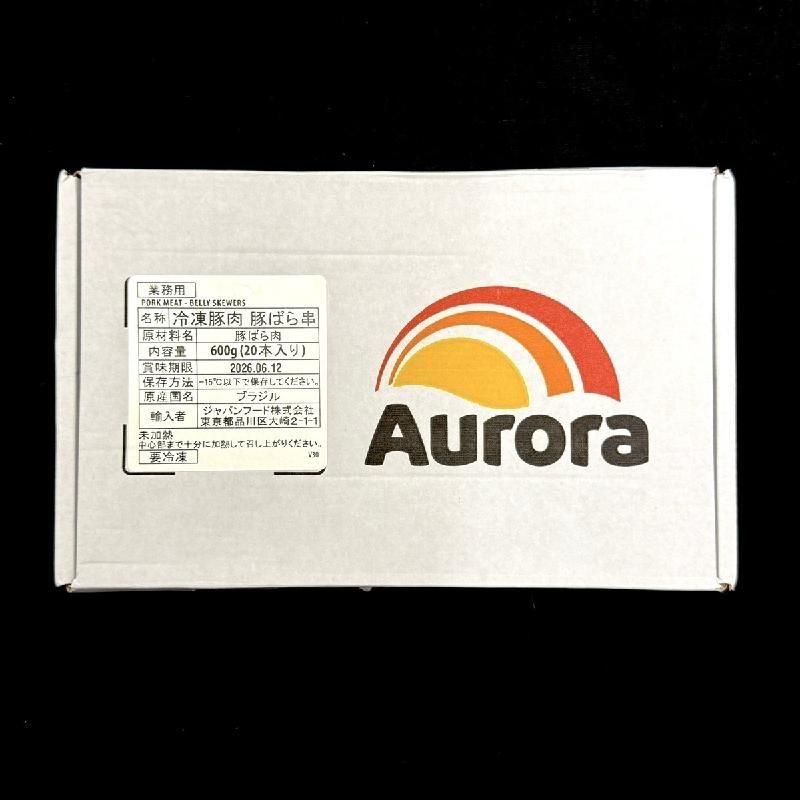 業務用
PORK MEAT - BELLY SKEWERS
名称 冷凍豚肉 豚ばら串
原材料名 豚ばら肉
内容量 600g(20本入り)
賞味期限 2026.06.12
保存方法 -15℃以下で保存してください。
原産国名 ブラジル
輸入者 ジャパンフード株式会社
東京都品川区大崎2-1-1
未加熱
中心部まで十分に加熱して召し上がりください。
要冷凍
V30
Aurora